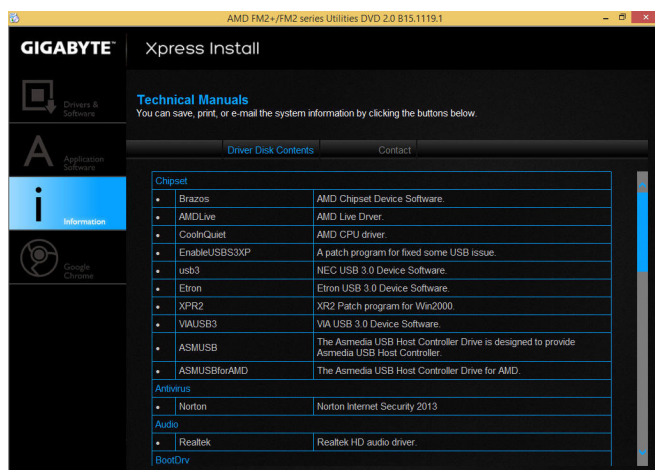 AMD FM2+/FM2 series Utilities DVD 2.0 B15.1119.1
GIGABYTE™
Xpress Install
Drivers &
Software
Application
Software
Information
Google
Chrome
Technical Manuals
You can save, print, or e-mail the system information by clicking the buttons below.
Driver Disk Contents
Contact
Chipset
• Brazos AMD Chipset Device Software.
• AMDLive AMD Live Drver.
• CoolnQuiet AMD CPU driver.
• EnableUSBS3XP A patch program for fixed some USB issue.
• usb3 NEC USB 3.0 Device Software.
• Etron Etron USB 3.0 Device Software.
• XPR2 XR2 Patch program for Win2000.
• VIAUSB3 VIA USB 3.0 Device Software.
• ASMUSB The Asmedia USB Host Controller Drive is designed to provide
Asmedia USB Host Controller.
• ASMUSBforAMD The Asmedia USB Host Controller Drive for AMD.
Antivirus
• Norton Norton Internet Security 2013
Audio
• Realtek Realtek HD audio driver.
BootDrv